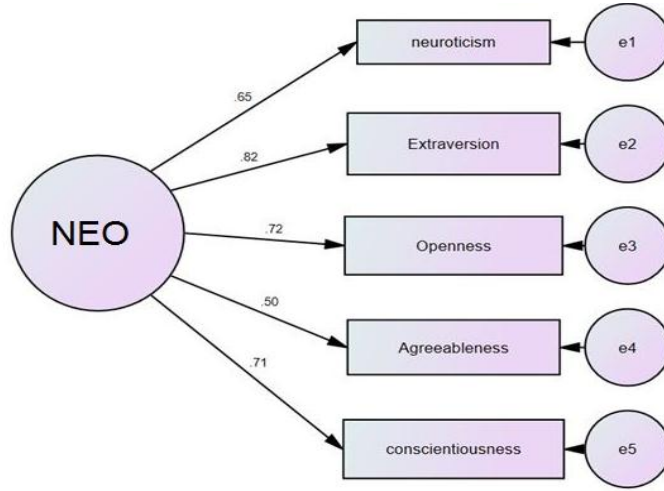 neuroticism
e1
.65
Extraversion
e2
.82
NEO
Openness
e3
.72
Agreeableness
e4
.50
conscientiousness
e5
.71